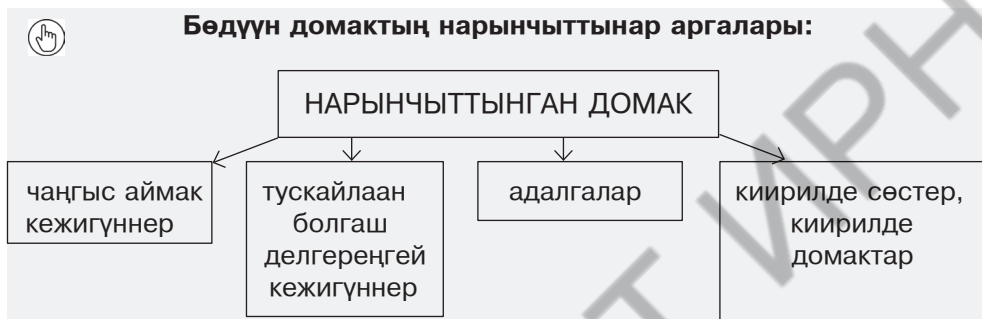 Бөдүүн домактың нарынчыттынар аргалары:
НАРЫНЧЫТТЫНГАН ДОМАК
чаңгыс аймак
кежигүннер
тускайлаан
болгаш
делгереңгей
кежигүннер
адалгалар
киирилде сөстер,
киирилде
домактар